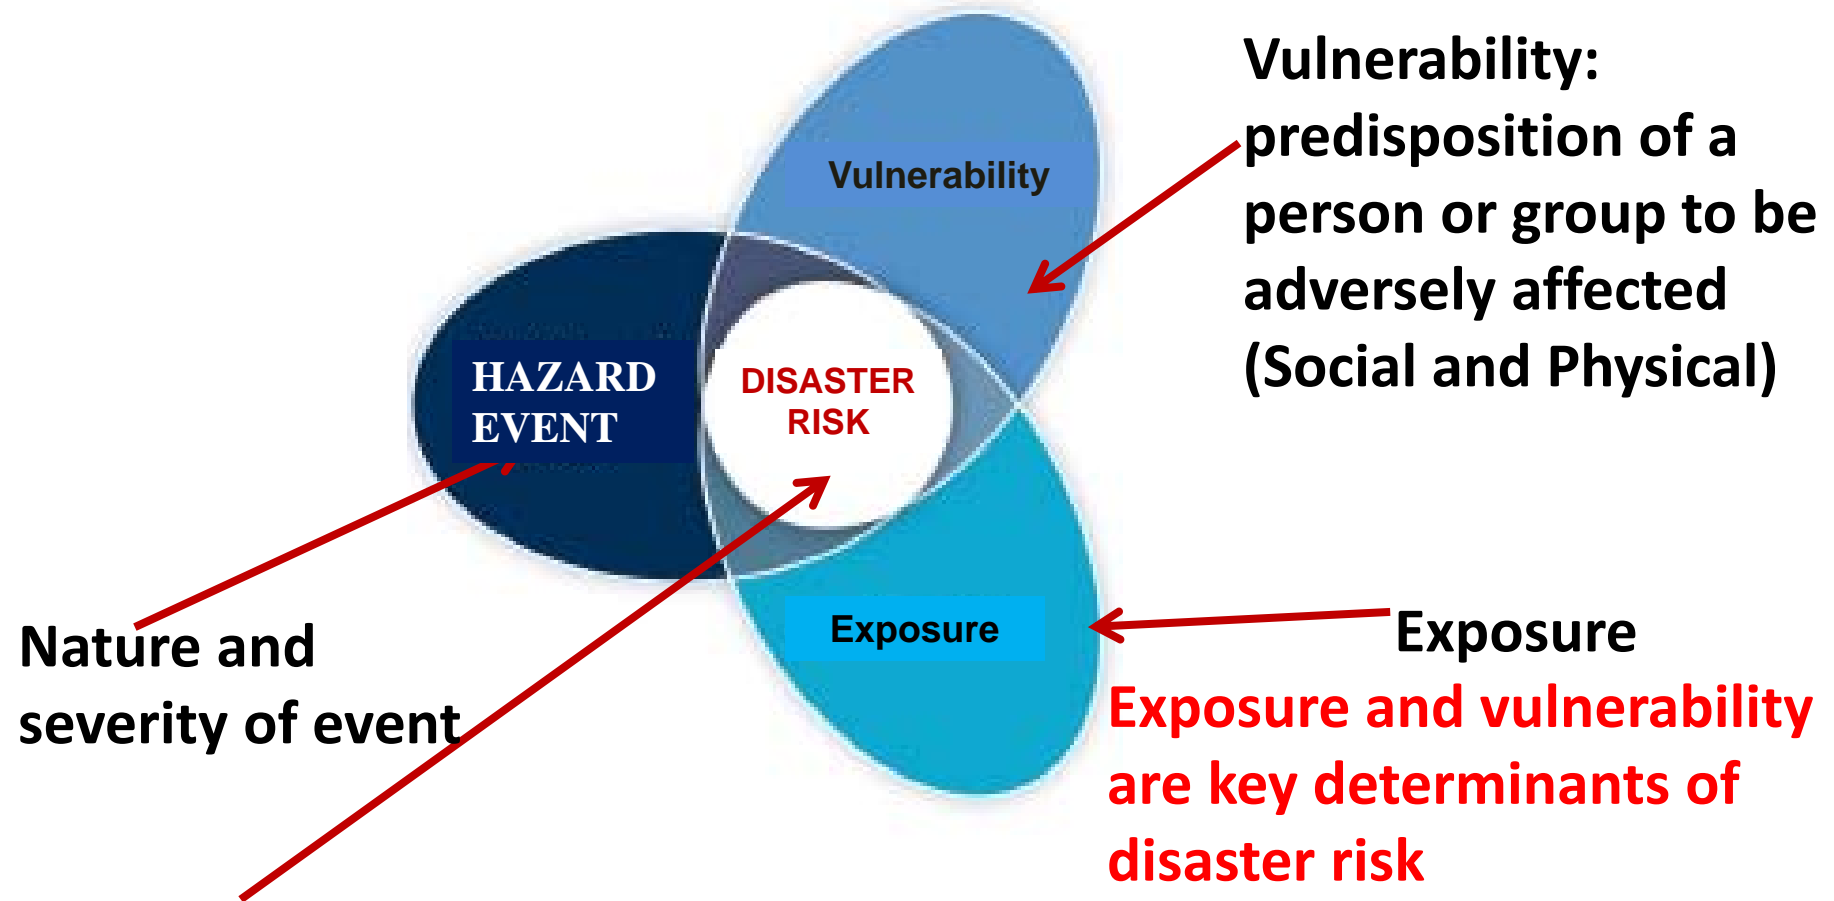 Vulnerability:
predisposition of a
person or group to be
adversely affected
(Social and Physical)
Vulnerability
HAZARD
EVENT
DISASTER
RISK
Exposure
Nature and
severity of event
Exposure
Exposure and vulnerability
are key determinants of
disaster risk